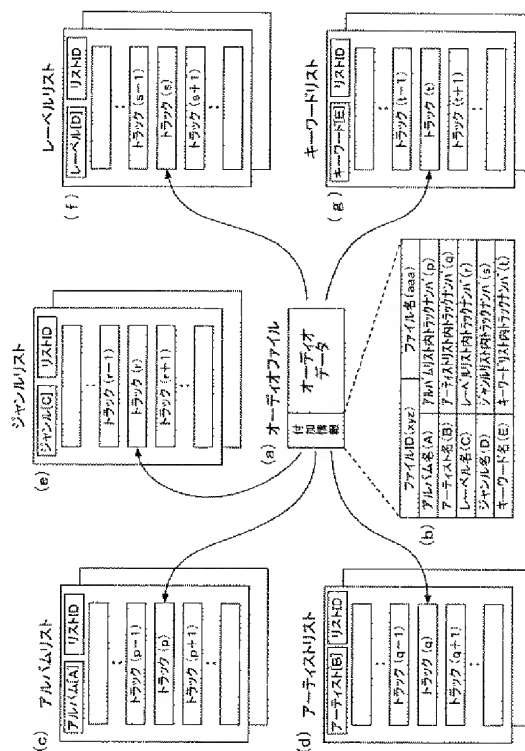 (c) アルバムリスト
アルバム[A] リストID
トラック(p−1)
トラック(p)
トラック(p+1)
(e) ジャンルリスト
ジャンル[C] リストID
トラック(r−1)
トラック(r)
トラック(r+1)
(f) レーベルリスト
レーベル[D] リストID
トラック(s−1)
トラック(s)
トラック(s+1)
(a) オーディオファイル
付加情報
オーディオ
データ
(d) アーティストリスト
アーティスト[B] リストID
トラック(q−1)
トラック(q)
トラック(q+1)
(b)
ファイルID(xyz) ファイル名(aaa)
アルバム名(A) アルバムリスト内トラックナンバ(p)
アーティスト名(B) アーティストリスト内トラックナンバ(q)
レーベル名(C) レーベルリスト内トラックナンバ(r)
ジャンル名(D) ジャンルリスト内トラックナンバ(s)
キーワード名(E) キーワードリスト内トラックナンバ(t)
(g) キーワードリスト
キーワード[E] リストID
トラック(t−1)
トラック(t)
トラック(t+1)